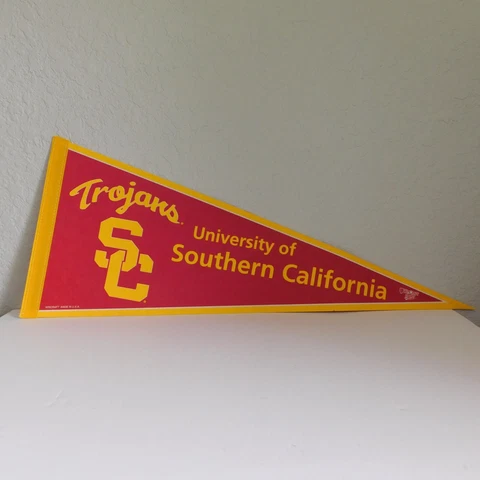 Trojans
SC
University of
Southern California